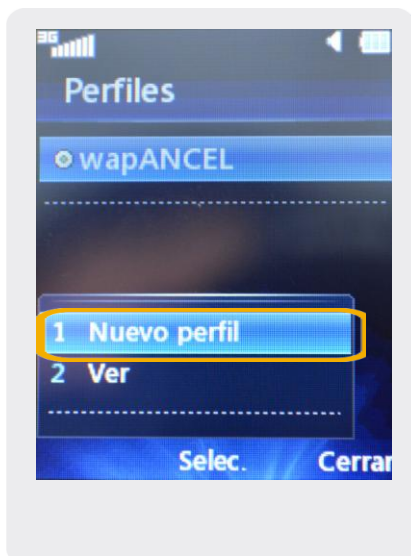 3G
Perfiles
wapANCEL
1 Nuevo perfil
2 Ver
Selec. Cerrar